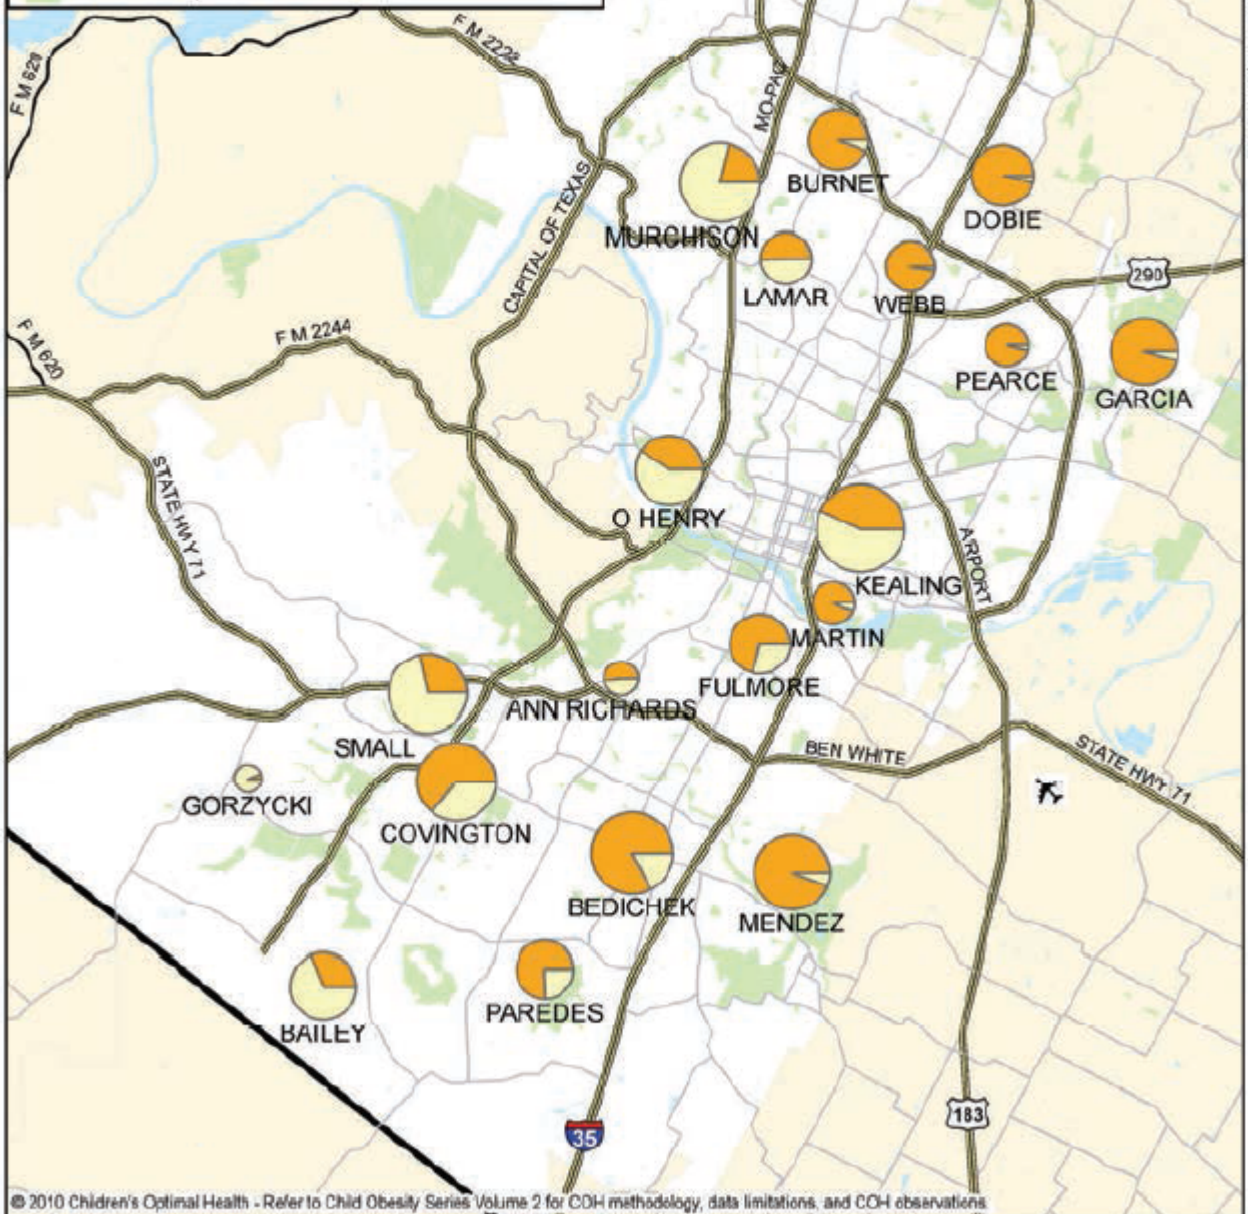 F M 2222
F M 620
MO-PAC
BURNET
DOBIE
CAPITAL OF TEXAS
MURCHISON
290
LAMAR
WEBB
F M 620
F M 2244
PEARCE
GARCIA
STATE HWY 71
O HENRY
AIRPORT
KEALING
MARTIN
FULMORE
ANN RICHARDS
SMALL
BEN WHITE
STATE HWY 71
GORZYCKI
COVINGTON
BEDICHEK
MENDEZ
PAREDES
BAILEY
183
35
© 2010 Children's Optimal Health - Refer to Child Obesity Series Volume 2 for COH methodology, data limitations, and COH observations.